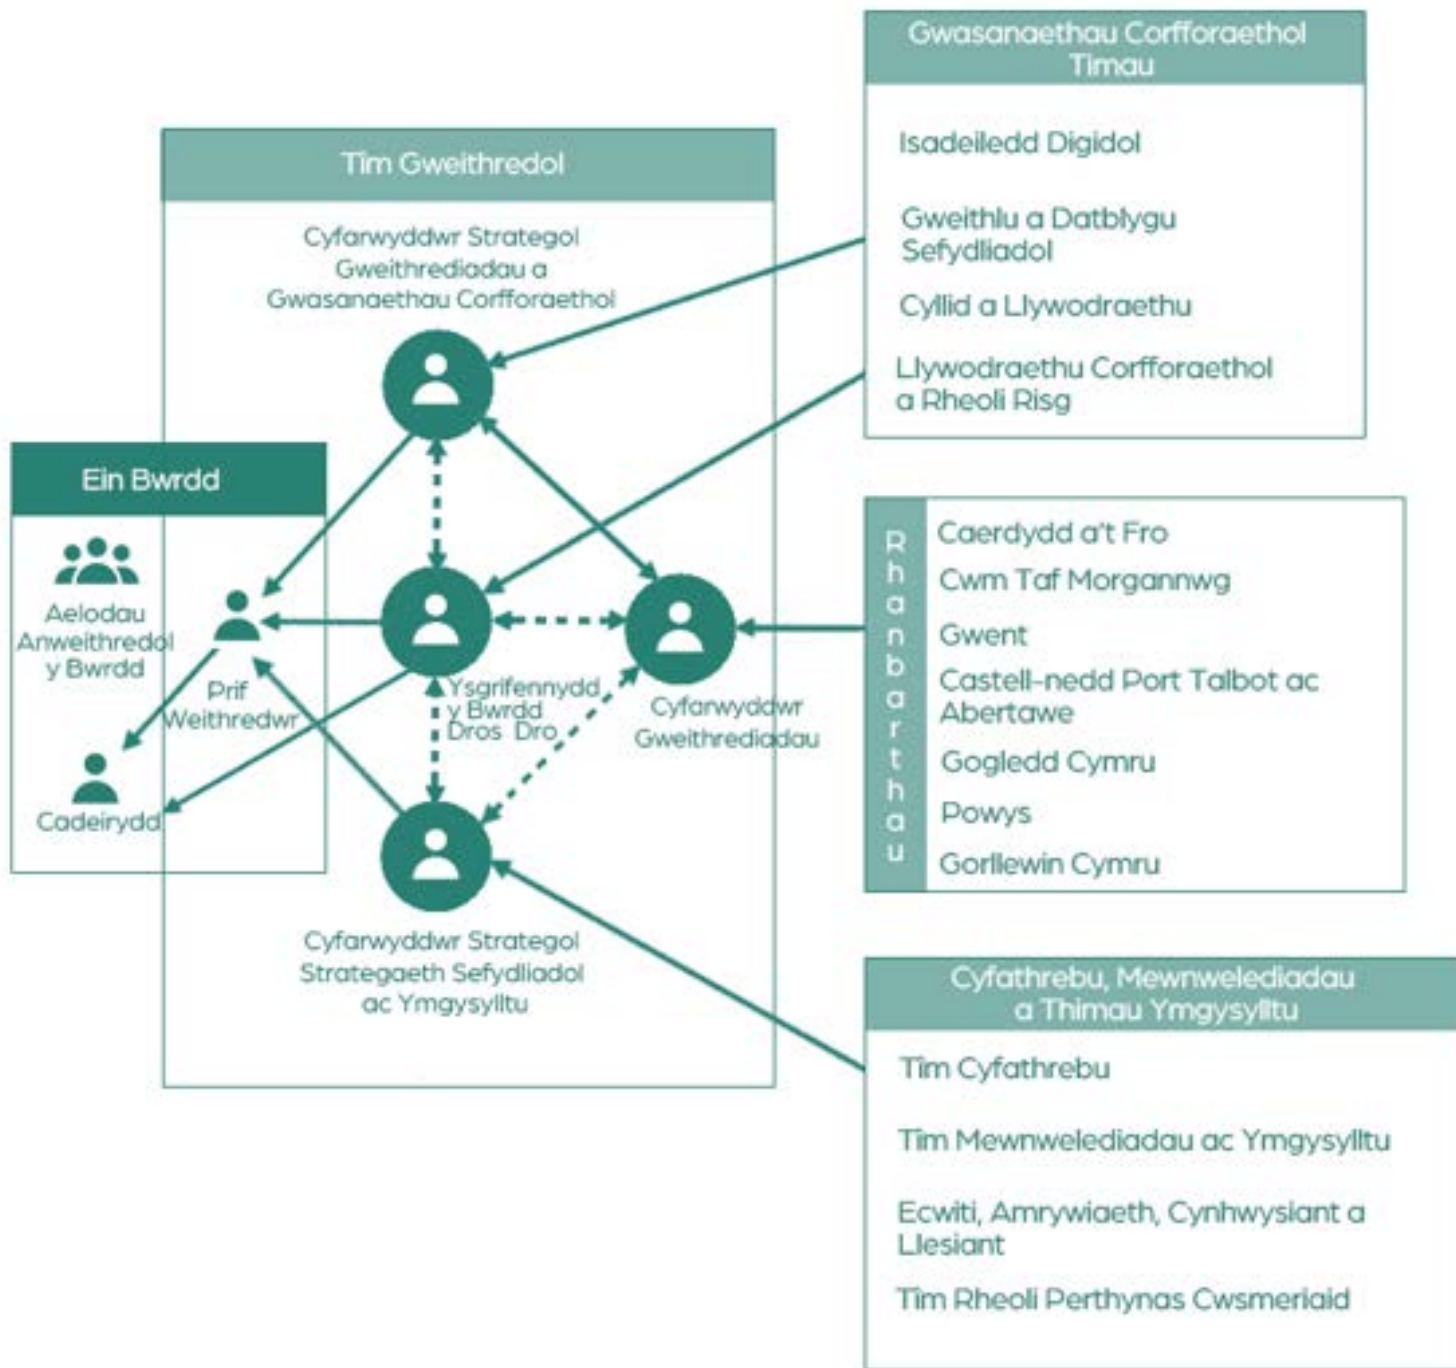 Gwasanaethau Corfforaethol
Timau
Isadeiledd Digidol
Gweithlu a Datblygu
Sefydliadol
Cyllid a Llywodraethu
Llywodraethu Corfforaethol
a Rheoli Risg
Tîm Gweithredol
Cyfarwyddwr Strategol
Gweithrediadau a
Gwasanaethau Corfforaethol
Ein Bwrdd
Aelodau
Anweithredol
y Bwrdd
Prif
Weithredwr
Cadeirydd
Ysgrifennydd
y Bwrdd
Dros Dro
Cyfarwyddwr
Gweithrediadau
Cyfarwyddwr Strategol
Strategaeth Sefydliadol
ac Ymgysylltu
Rhanbarthau
Caerdydd a't Fro
Cwm Taf Morgannwg
Gwent
Castell-nedd Port Talbot ac
Abertawe
Gogledd Cymru
Powys
Gorllewin Cymru
Cyfathrebu, Mewnwelediadau
a Thimau Ymgysylltu
Tîm Cyfathrebu
Tîm Mewnwelediadau ac Ymgysylltu
Ecwiti, Amrywiaeth, Cynhwysiant a
Llesiant
Tîm Rheoli Perthynas Cwsmeriaid